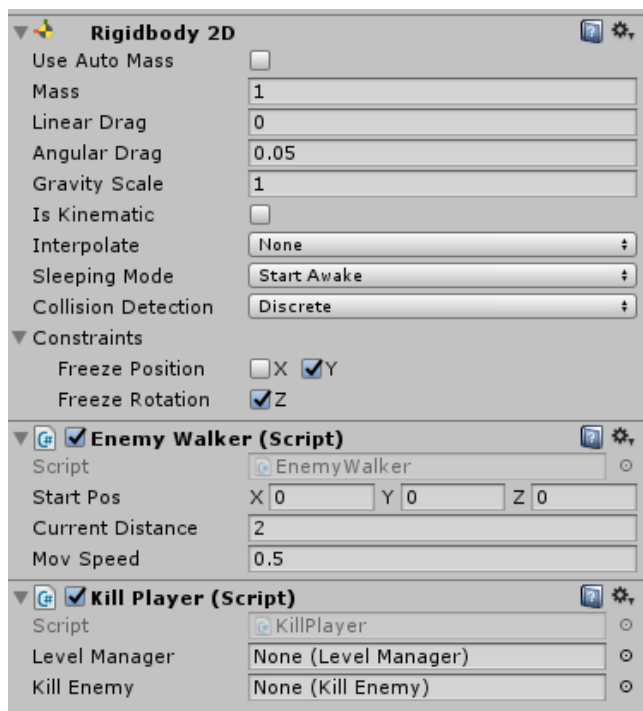 Rigidbody 2D
Use Auto Mass
Mass 1
Linear Drag 0
Angular Drag 0.05
Gravity Scale 1
Is Kinematic
Interpolate None
Sleeping Mode Start Awake
Collision Detection Discrete
Constraints
Freeze Position X Y
Freeze Rotation Z
C# Enemy Walker (Script)
Script EnemyWalker
Start Pos X 0 Y 0 Z 0
Current Distance 2
Mov Speed 0.5
C# Kill Player (Script)
Script KillPlayer
Level Manager None (Level Manager)
Kill Enemy None (Kill Enemy)